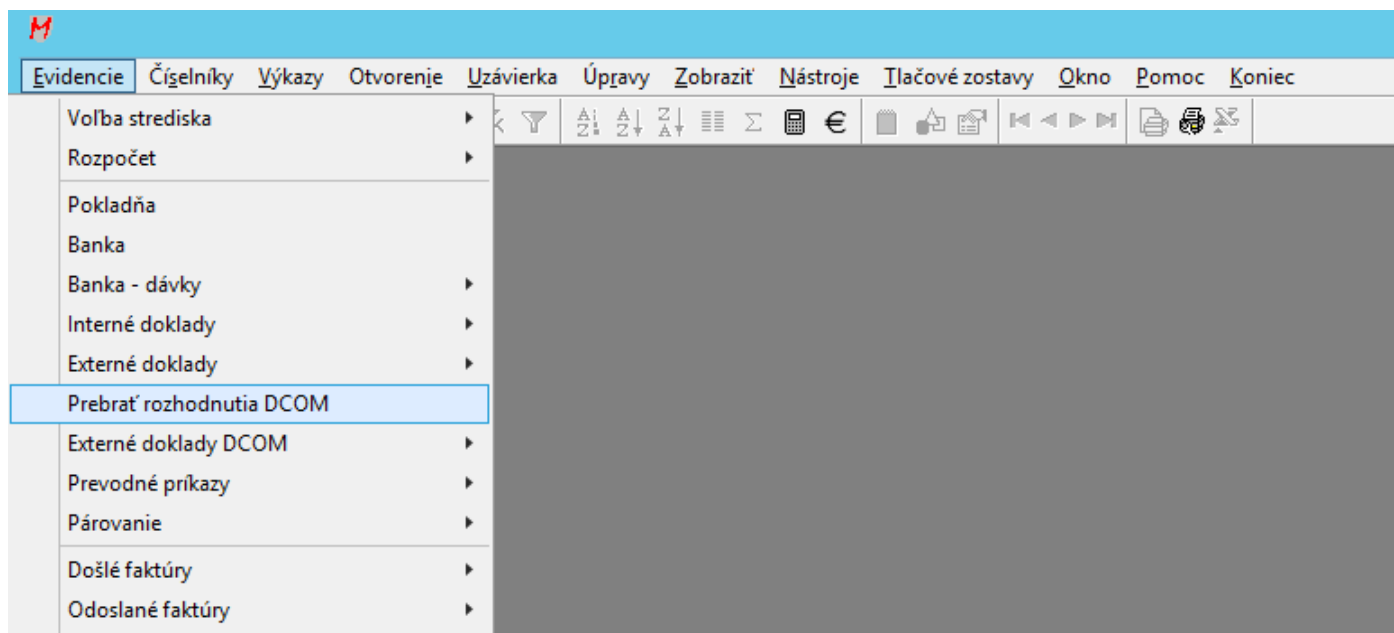 Evidencie Číselníky Výkazy Otvorenie Uzávierka Úpravy Zobraziť Nástroje Tlačové zostavy Okno Pomoc Koniec
Voľba strediska
Rozpočet
Pokladňa
Banka
Banka - dávky
Interné doklady
Externé doklady
Prebrať rozhodnutia DCOM
Externé doklady DCOM
Prevodné príkazy
Párovanie
Došlé faktúry
Odoslané faktúry